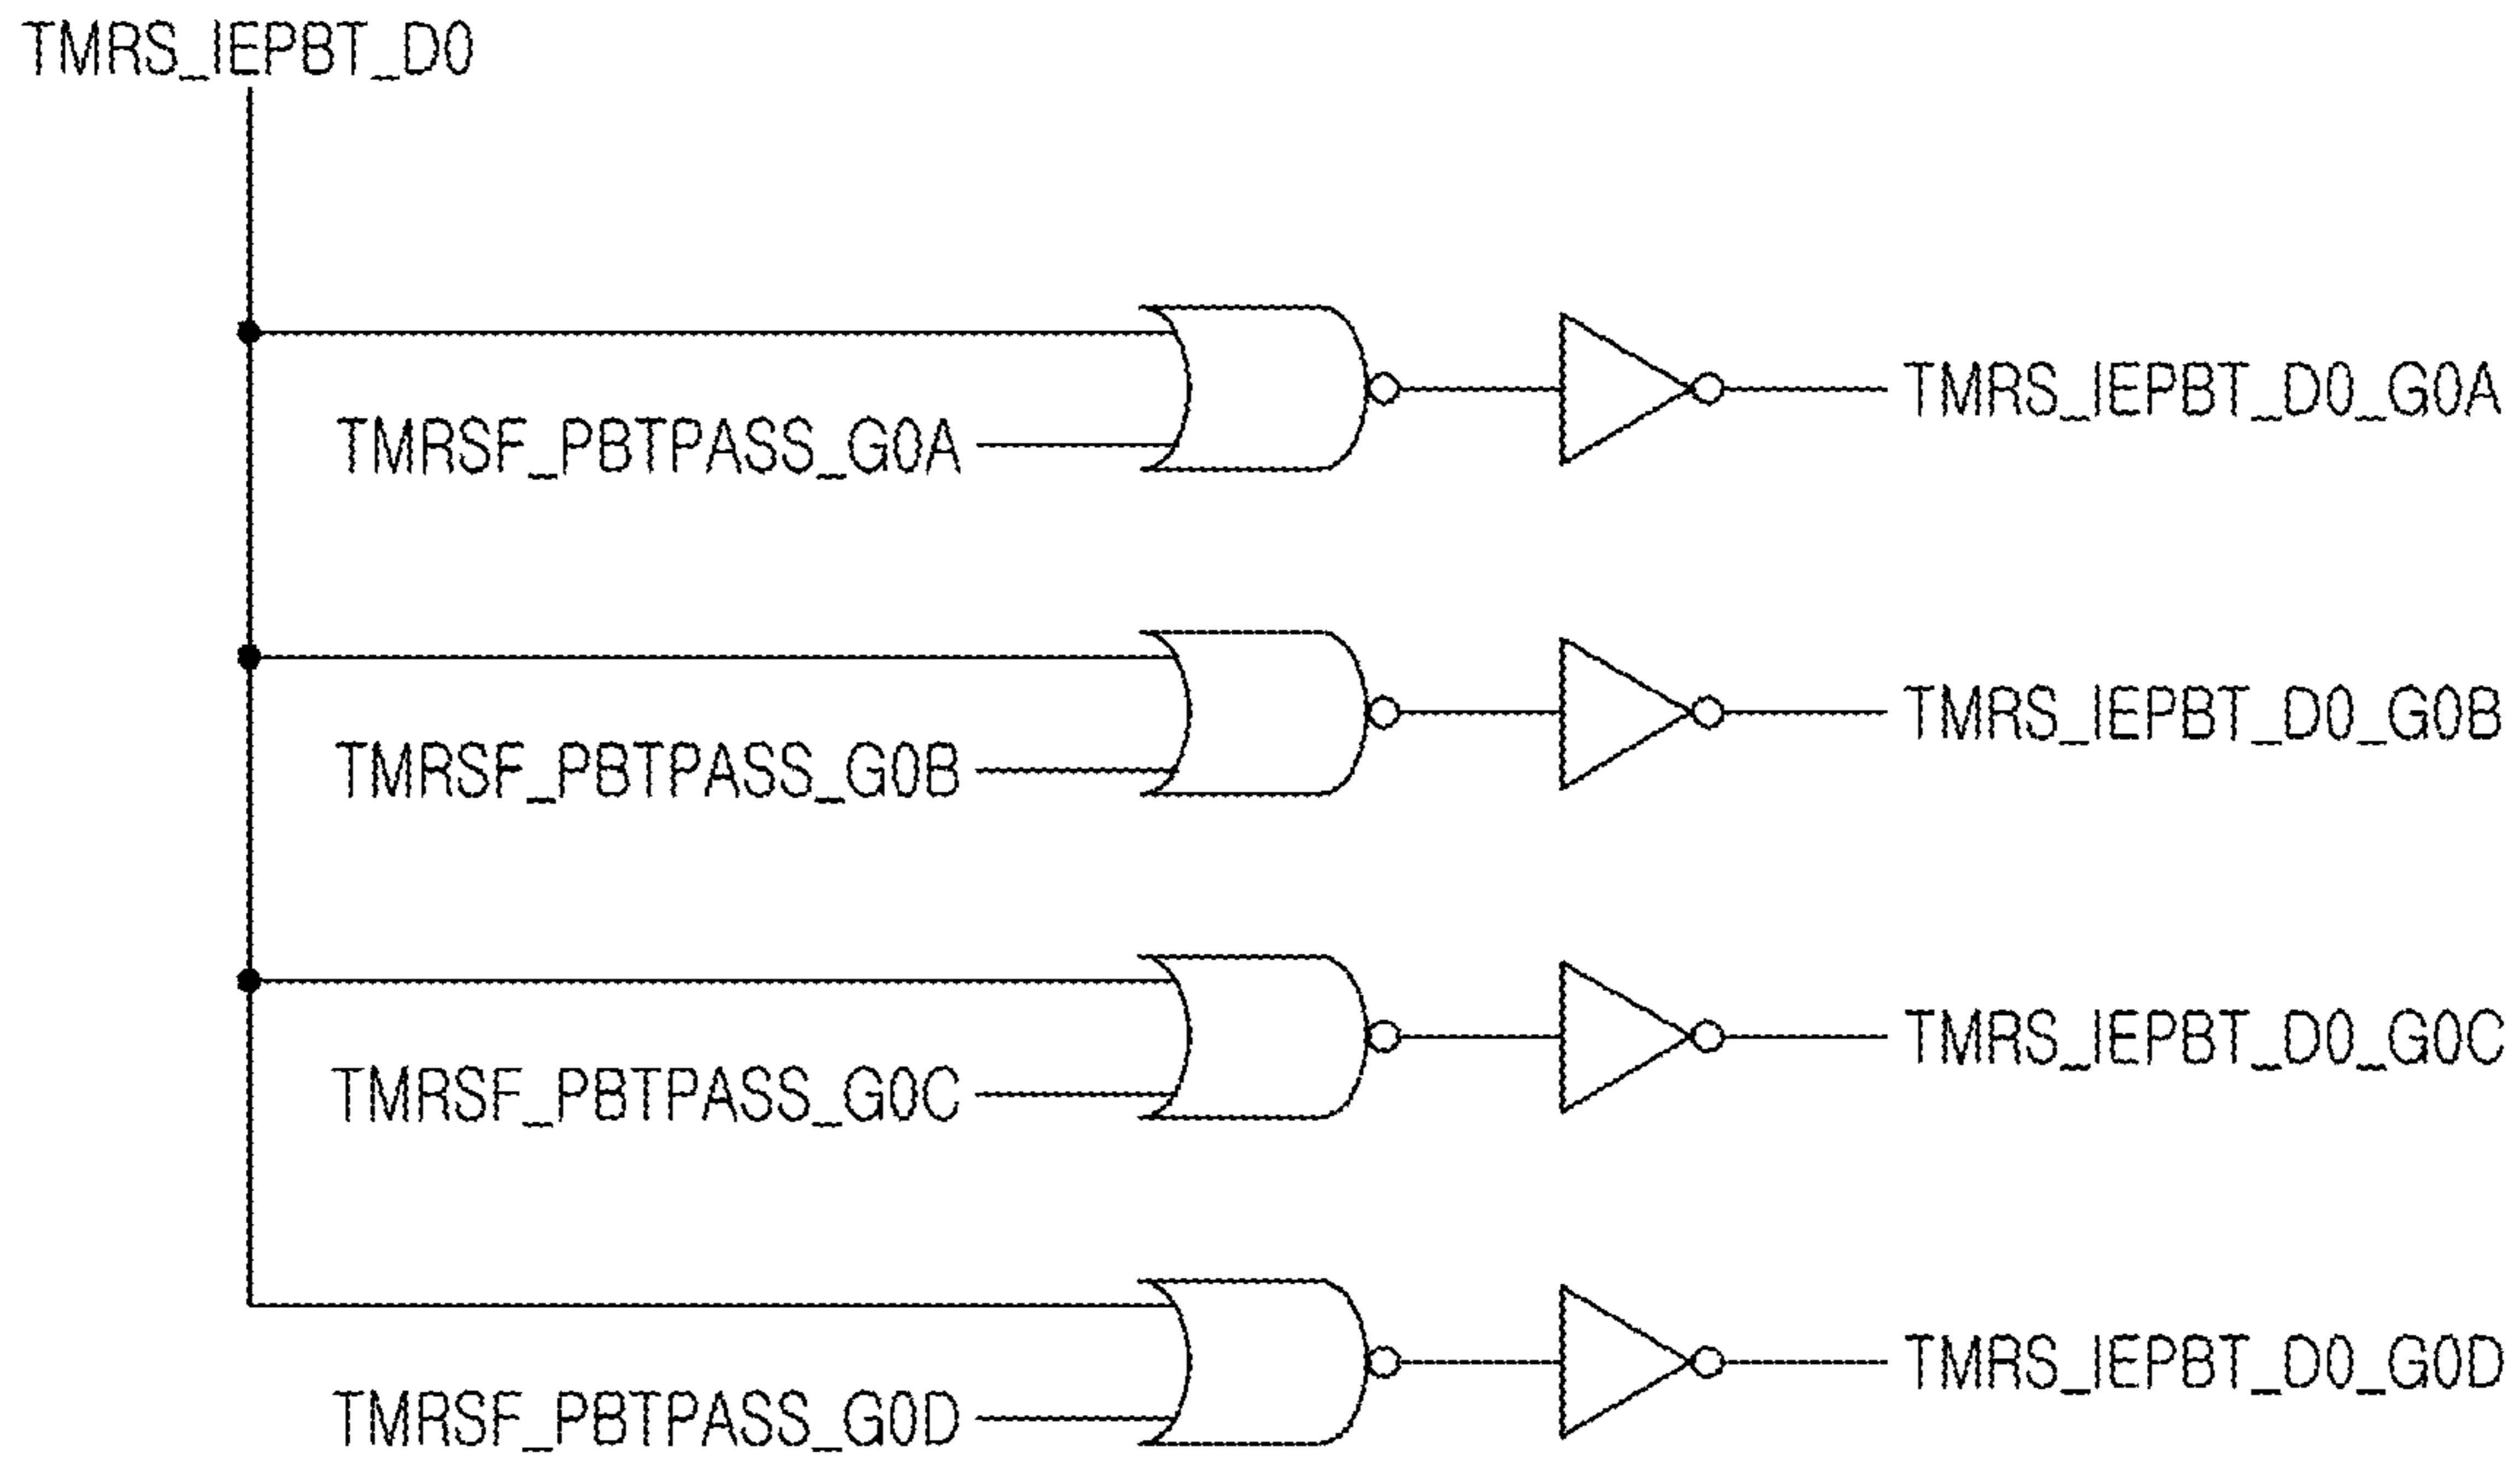 TMRS_IEPBT_D0
TMRS_IEPBT_D0_G0A
TMRSF_PBTPASS_G0A
TMRS_IEPBT_D0_G0B
TMRSF_PBTPASS_G0B
TMRS_IEPBT_D0_G0C
TMRSF_PBTPASS_G0C
TMRS_IEPBT_D0_G0D
TMRSF_PBTPASS_G0D